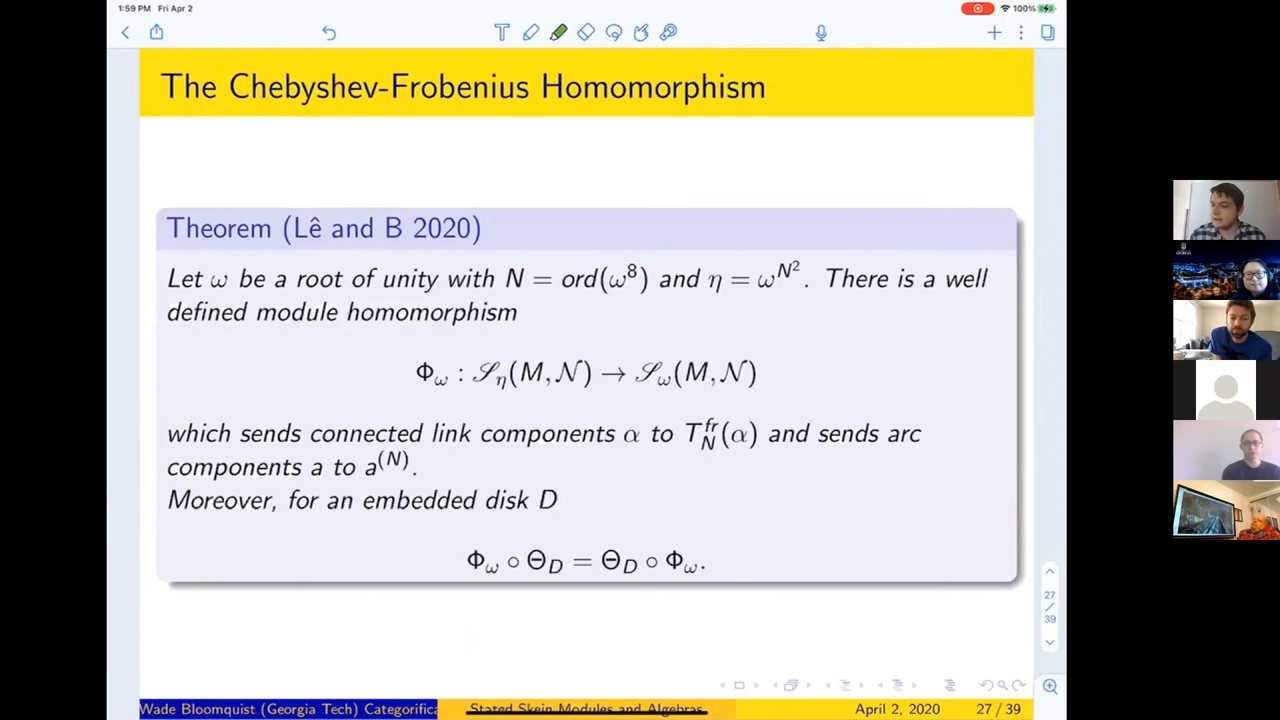 1:59 PM Fri Apr 2
100%
The Chebyshev-Frobenius Homomorphism
Theorem (Lê and B 2020)
Let ω be a root of unity with N = ord(ω⁸) and η = ω^{N²}. There is a well
defined module homomorphism
Φ_ω : 𝒮_η(M, 𝒩) → 𝒮_ω(M, 𝒩)
which sends connected link components α to T_N^{fr}(α) and sends arc
components a to a^{(N)}.
Moreover, for an embedded disk D
Φ_ω ∘ Θ_D = Θ_D ∘ Φ_ω.
27
/
39
Wade Bloomquist (Georgia Tech) Categorifica
Stated Skein Modules and Algebras
April 2, 2020
27 / 39